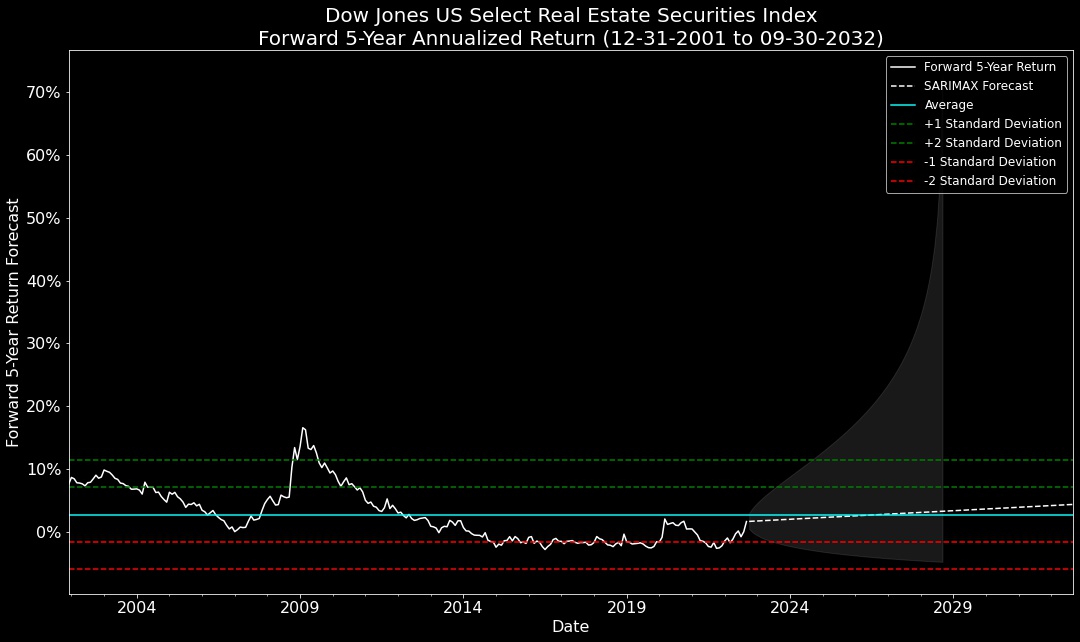 Dow Jones US Select Real Estate Securities Index
Forward 5-Year Annualized Return (12-31-2001 to 09-30-2032)
Forward 5-Year Return
SARIMAX Forecast
Average
+1 Standard Deviation
+2 Standard Deviation
-1 Standard Deviation
-2 Standard Deviation
Forward 5-Year Return Forecast
70%
60%
50%
40%
30%
20%
10%
0%
2004
2009
2014
2019
2024
2029
Date